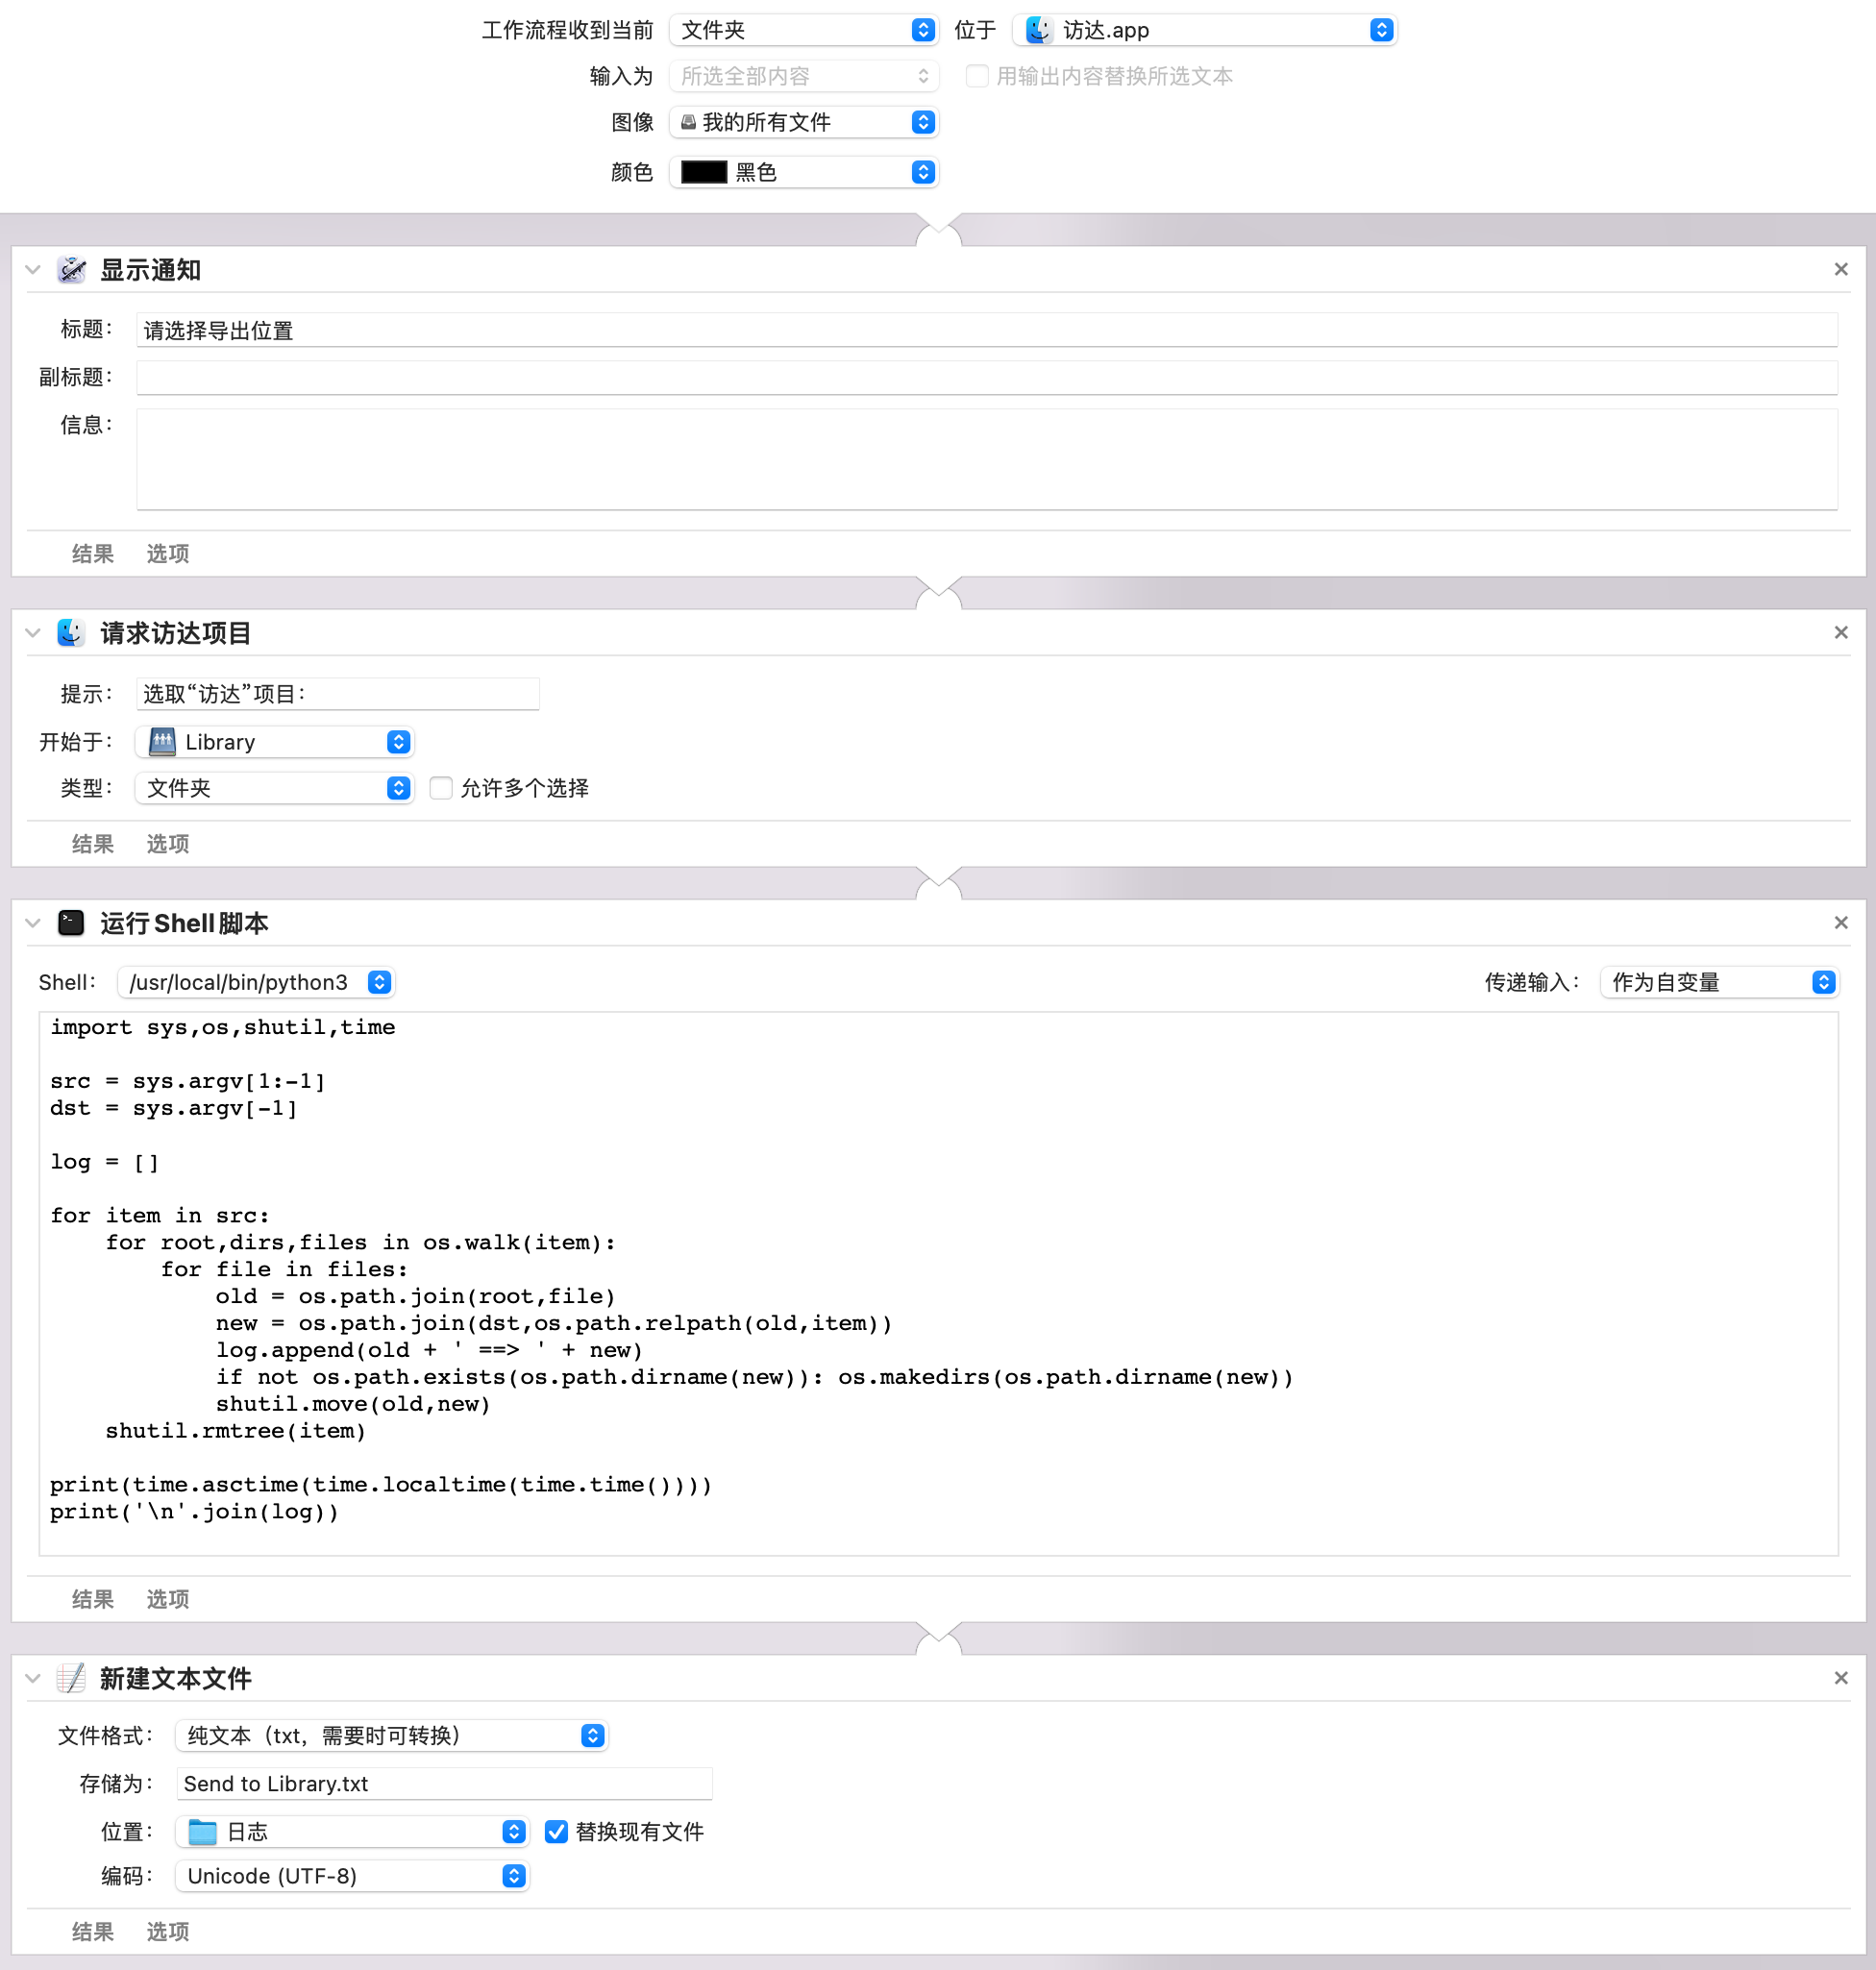 工作流程收到当前 文件夹 位于 访达.app
输入为 所选全部内容 用输出内容替换所选文本
图像 我的所有文件
颜色 黑色
显示通知
标题： 请选择导出位置
副标题：
信息：
结果 选项
请求访达项目
提示： 选取“访达”项目：
开始于： Library
类型： 文件夹 允许多个选择
结果 选项
运行 Shell 脚本
Shell： /usr/local/bin/python3 传递输入： 作为自变量
import sys,os,shutil,time
src = sys.argv[1:-1]
dst = sys.argv[-1]
log = []
for item in src:
    for root,dirs,files in os.walk(item):
        for file in files:
            old = os.path.join(root,file)
            new = os.path.join(dst,os.path.relpath(old,item))
            log.append(old + ' ==> ' + new)
            if not os.path.exists(os.path.dirname(new)): os.makedirs(os.path.dirname(new))
            shutil.move(old,new)
    shutil.rmtree(item)
print(time.asctime(time.localtime(time.time())))
print('\n'.join(log))
结果 选项
新建文本文件
文件格式： 纯文本（txt，需要时可转换）
存储为： Send to Library.txt
位置： 日志 替换现有文件
编码： Unicode (UTF-8)
结果 选项